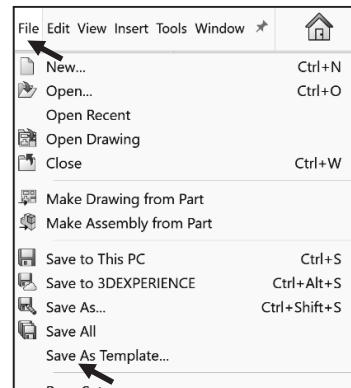 File Edit View Insert Tools Window
New... Ctrl+N
Open... Ctrl+O
Open Recent
Open Drawing
Close Ctrl+W
Make Drawing from Part
Make Assembly from Part
Save to This PC Ctrl+S
Save to 3DEXPERIENCE Ctrl+Alt+S
Save As... Ctrl+Shift+S
Save All
Save As Template...